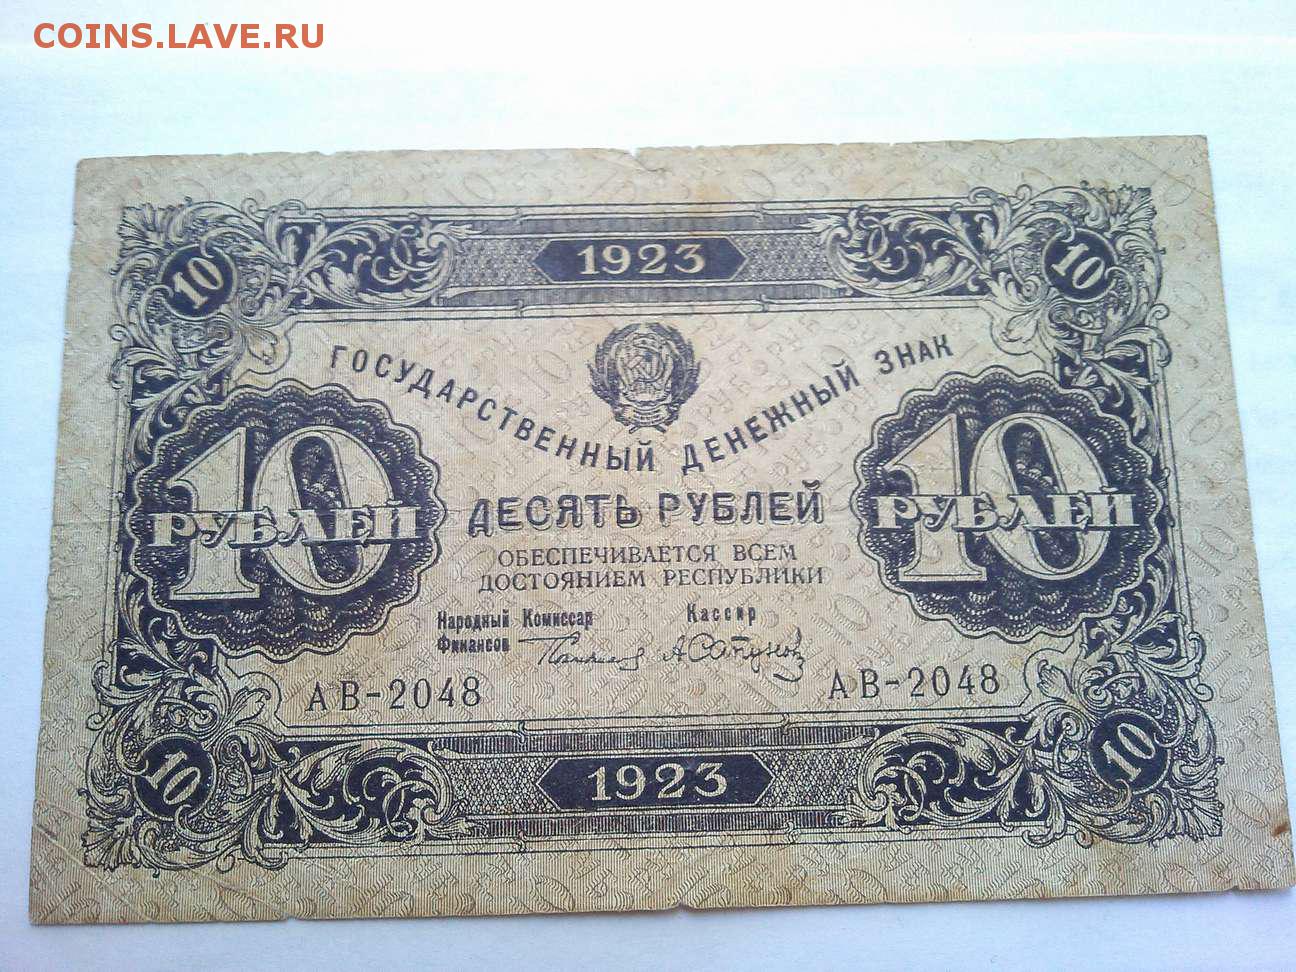 COINS.LAVE.RU
1923
10
10
ГОСУДАРСТВЕННЫЙ ДЕНЕЖНЫЙ ЗНАК
10
РУБЛЕЙ
10
РУБЛЕЙ
ДЕСЯТЬ РУБЛЕЙ
ОБЕСПЕЧИВАЕТСЯ ВСЕМ
ДОСТОЯНИЕМ РЕСПУБЛИКИ
Народный Комиссар
Финансов
Кассир
АВ-2048
АВ-2048
10
1923
10